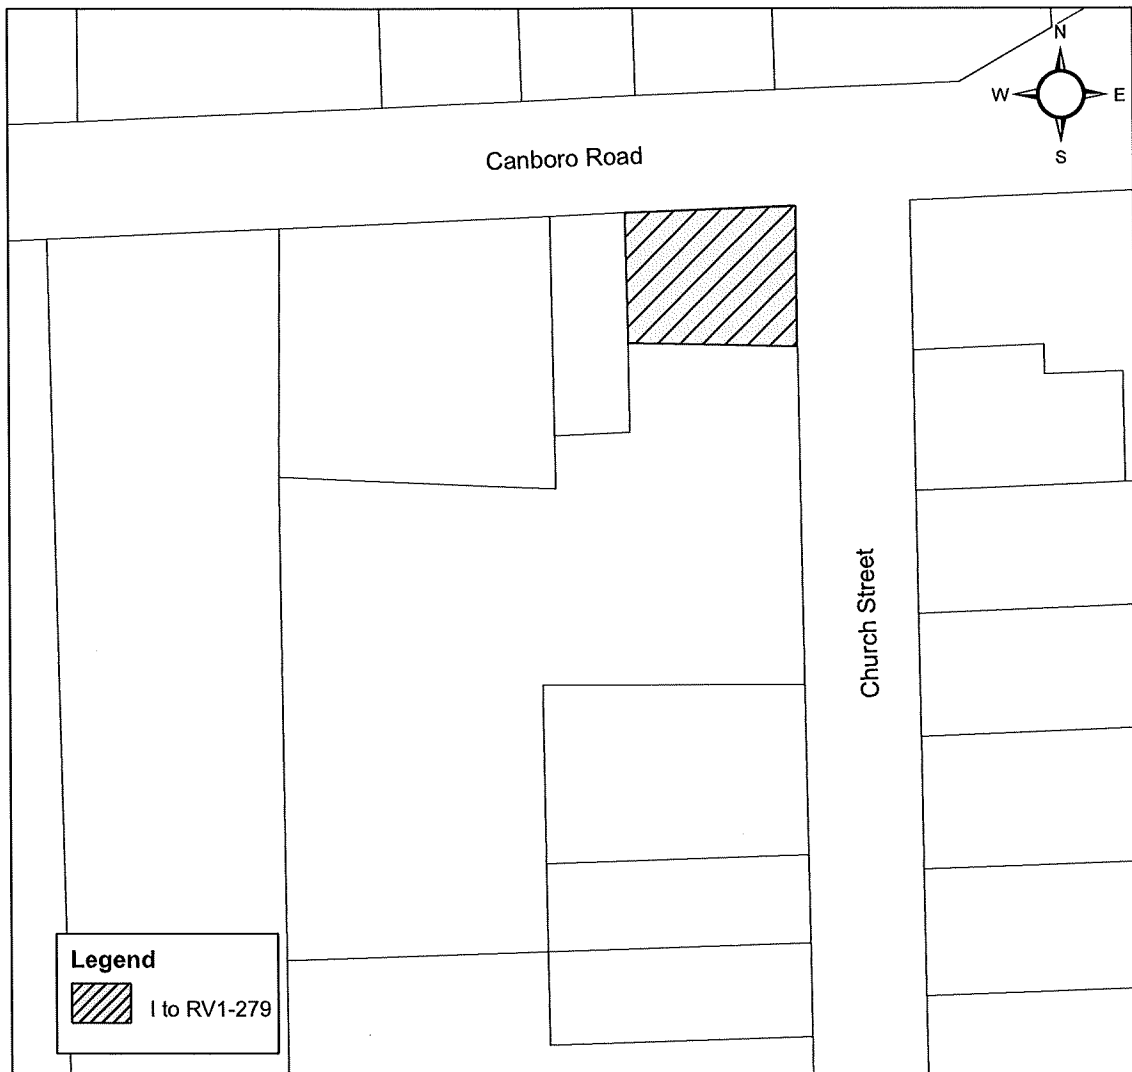 N
W E
S
Canboro Road
Church Street
Legend
I to RV1-279